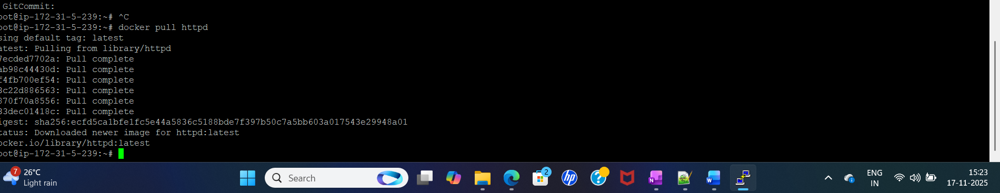 GitCommit:
oot@ip-172-31-5-239:~# ^C
oot@ip-172-31-5-239:~# docker pull httpd
sing default tag: latest
atest: Pulling from library/httpd
7ecded7702a: Pull complete
ab98c44430d: Pull complete
f4fb700ef54: Pull complete
3c22d886563: Pull complete
870f70a8556: Pull complete
33dec01418c: Pull complete
igest: sha256:ecfd5ca1bfe1fc5e44a5836c5188bde7f397b50c7a5bb603a017543e29948a01
tatus: Downloaded newer image for httpd:latest
ocker.io/library/httpd:latest
oot@ip-172-31-5-239:~#
7
26°C
Light rain
Search
2
hp
?
N
W
ENG
IN
15:23
17-11-2025